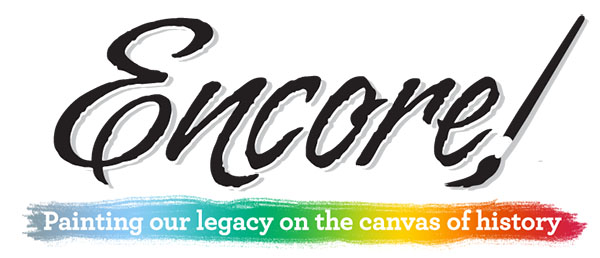 Encore!
Painting our legacy on the canvas of history